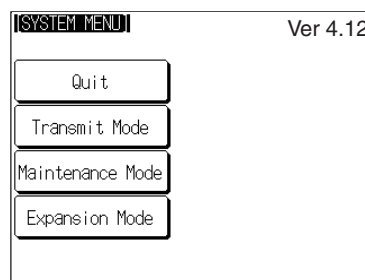 [SYSTEM MENU]
Ver 4.12
Quit
Transmit Mode
Maintenance Mode
Expansion Mode